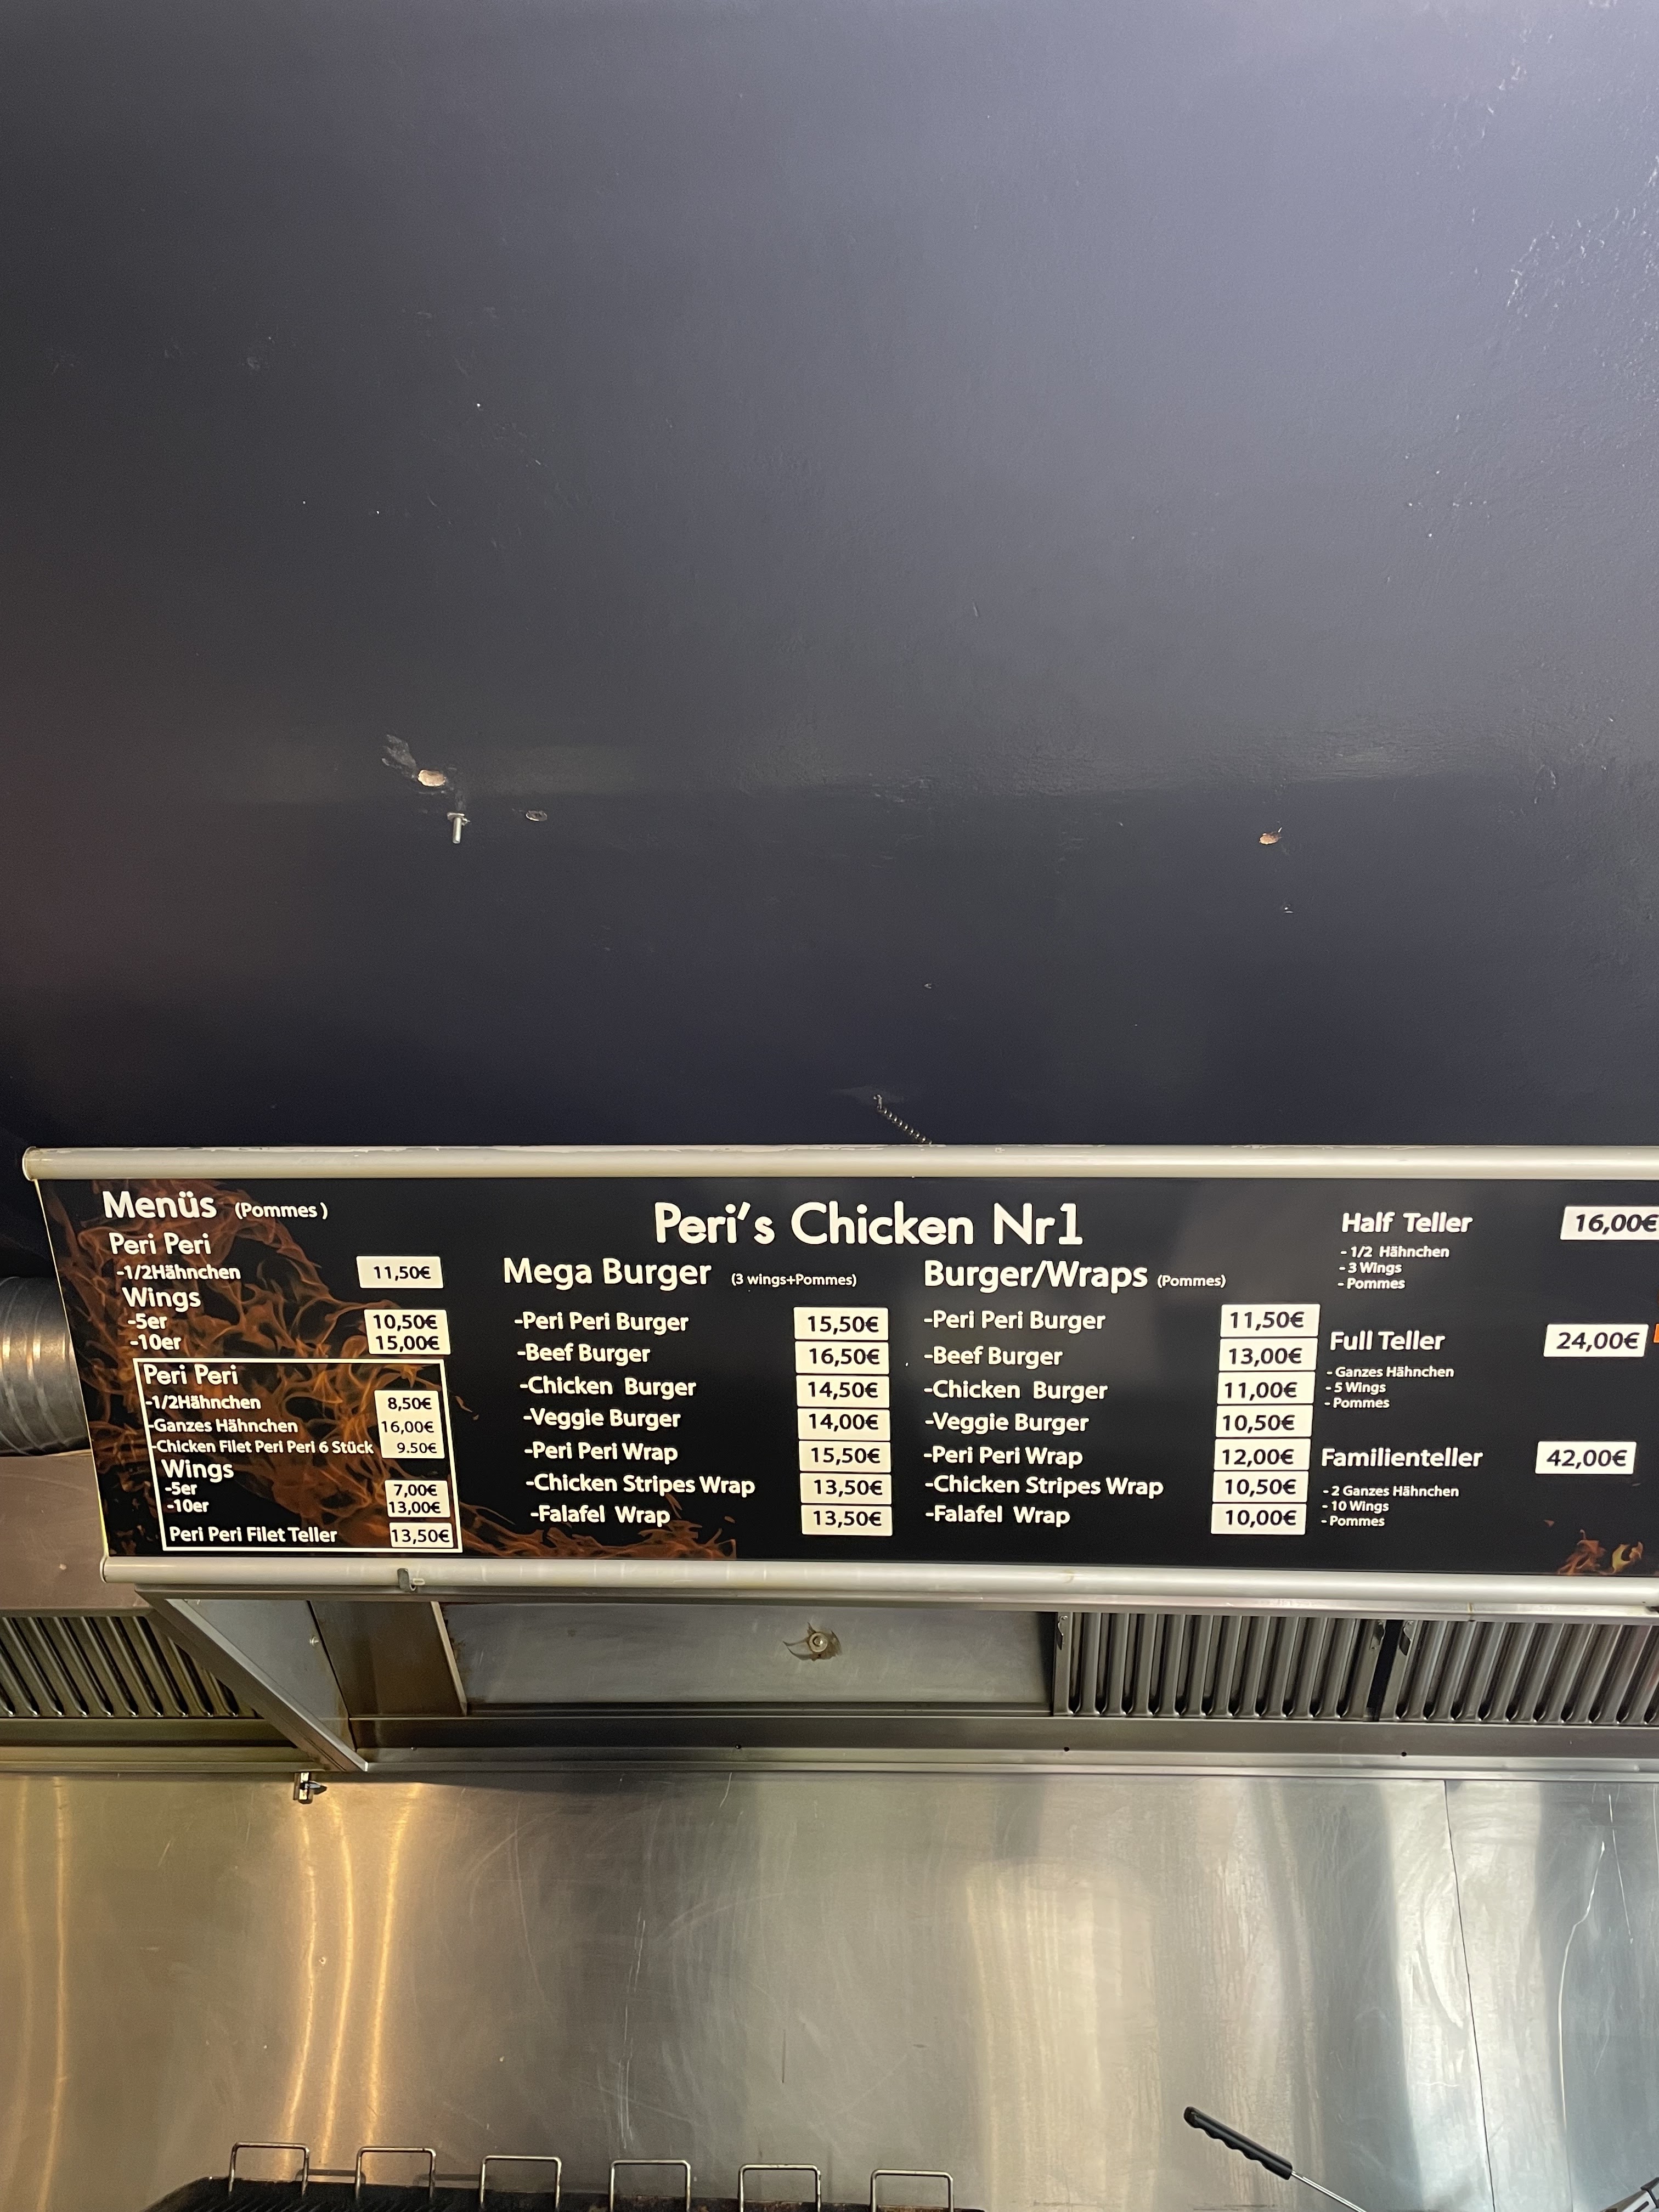 Menüs (Pommes )
Peri Peri
-1/2Hähnchen 11,50€
Wings
-5er 10,50€
-10er 15,00€
Peri Peri
-1/2Hähnchen 8,50€
-Ganzes Hähnchen 16,00€
-Chicken Filet Peri Peri 6 Stück 9.50€
Wings
-5er 7,00€
-10er 13,00€
Peri Peri Filet Teller 13,50€
Peri's Chicken Nr1
Mega Burger (3 wings+Pommes)
-Peri Peri Burger 15,50€
-Beef Burger 16,50€
-Chicken Burger 14,50€
-Veggie Burger 14,00€
-Peri Peri Wrap 15,50€
-Chicken Stripes Wrap 13,50€
-Falafel Wrap 13,50€
Burger/Wraps (Pommes)
-Peri Peri Burger 11,50€
-Beef Burger 13,00€
-Chicken Burger 11,00€
-Veggie Burger 10,50€
-Peri Peri Wrap 12,00€
-Chicken Stripes Wrap 10,50€
-Falafel Wrap 10,00€
Half Teller 16,00€
- 1/2 Hähnchen
- 3 Wings
- Pommes
Full Teller 24,00€
- Ganzes Hähnchen
- 5 Wings
- Pommes
Familienteller 42,00€
- 2 Ganzes Hähnchen
- 10 Wings
- Pommes